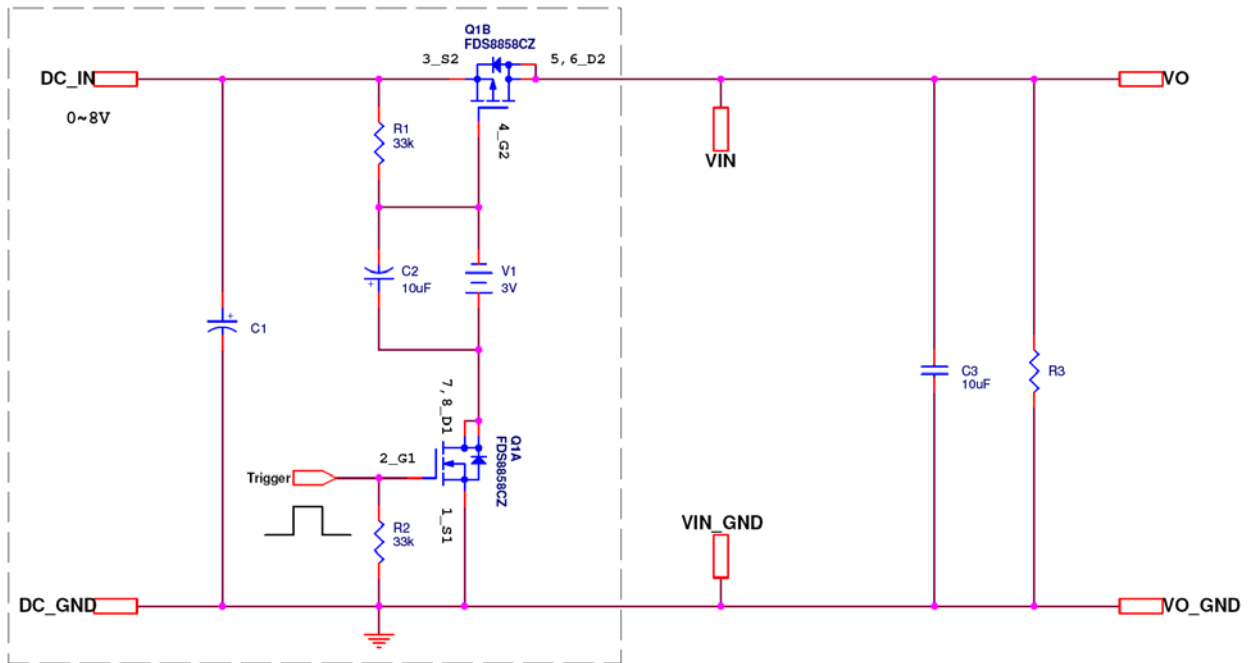 Q1B
FDS8858CZ
3_S2
5,6_D2
DC_IN
VO
0~8V
R1
33k
4_G2
VIN
C2
10uF
+
V1
3V
+
C1
C3
10uF
R3
7,8_D1
Q1A
FDS8858CZ
2_G1
Trigger
1_S1
R2
33k
VIN_GND
DC_GND
VO_GND